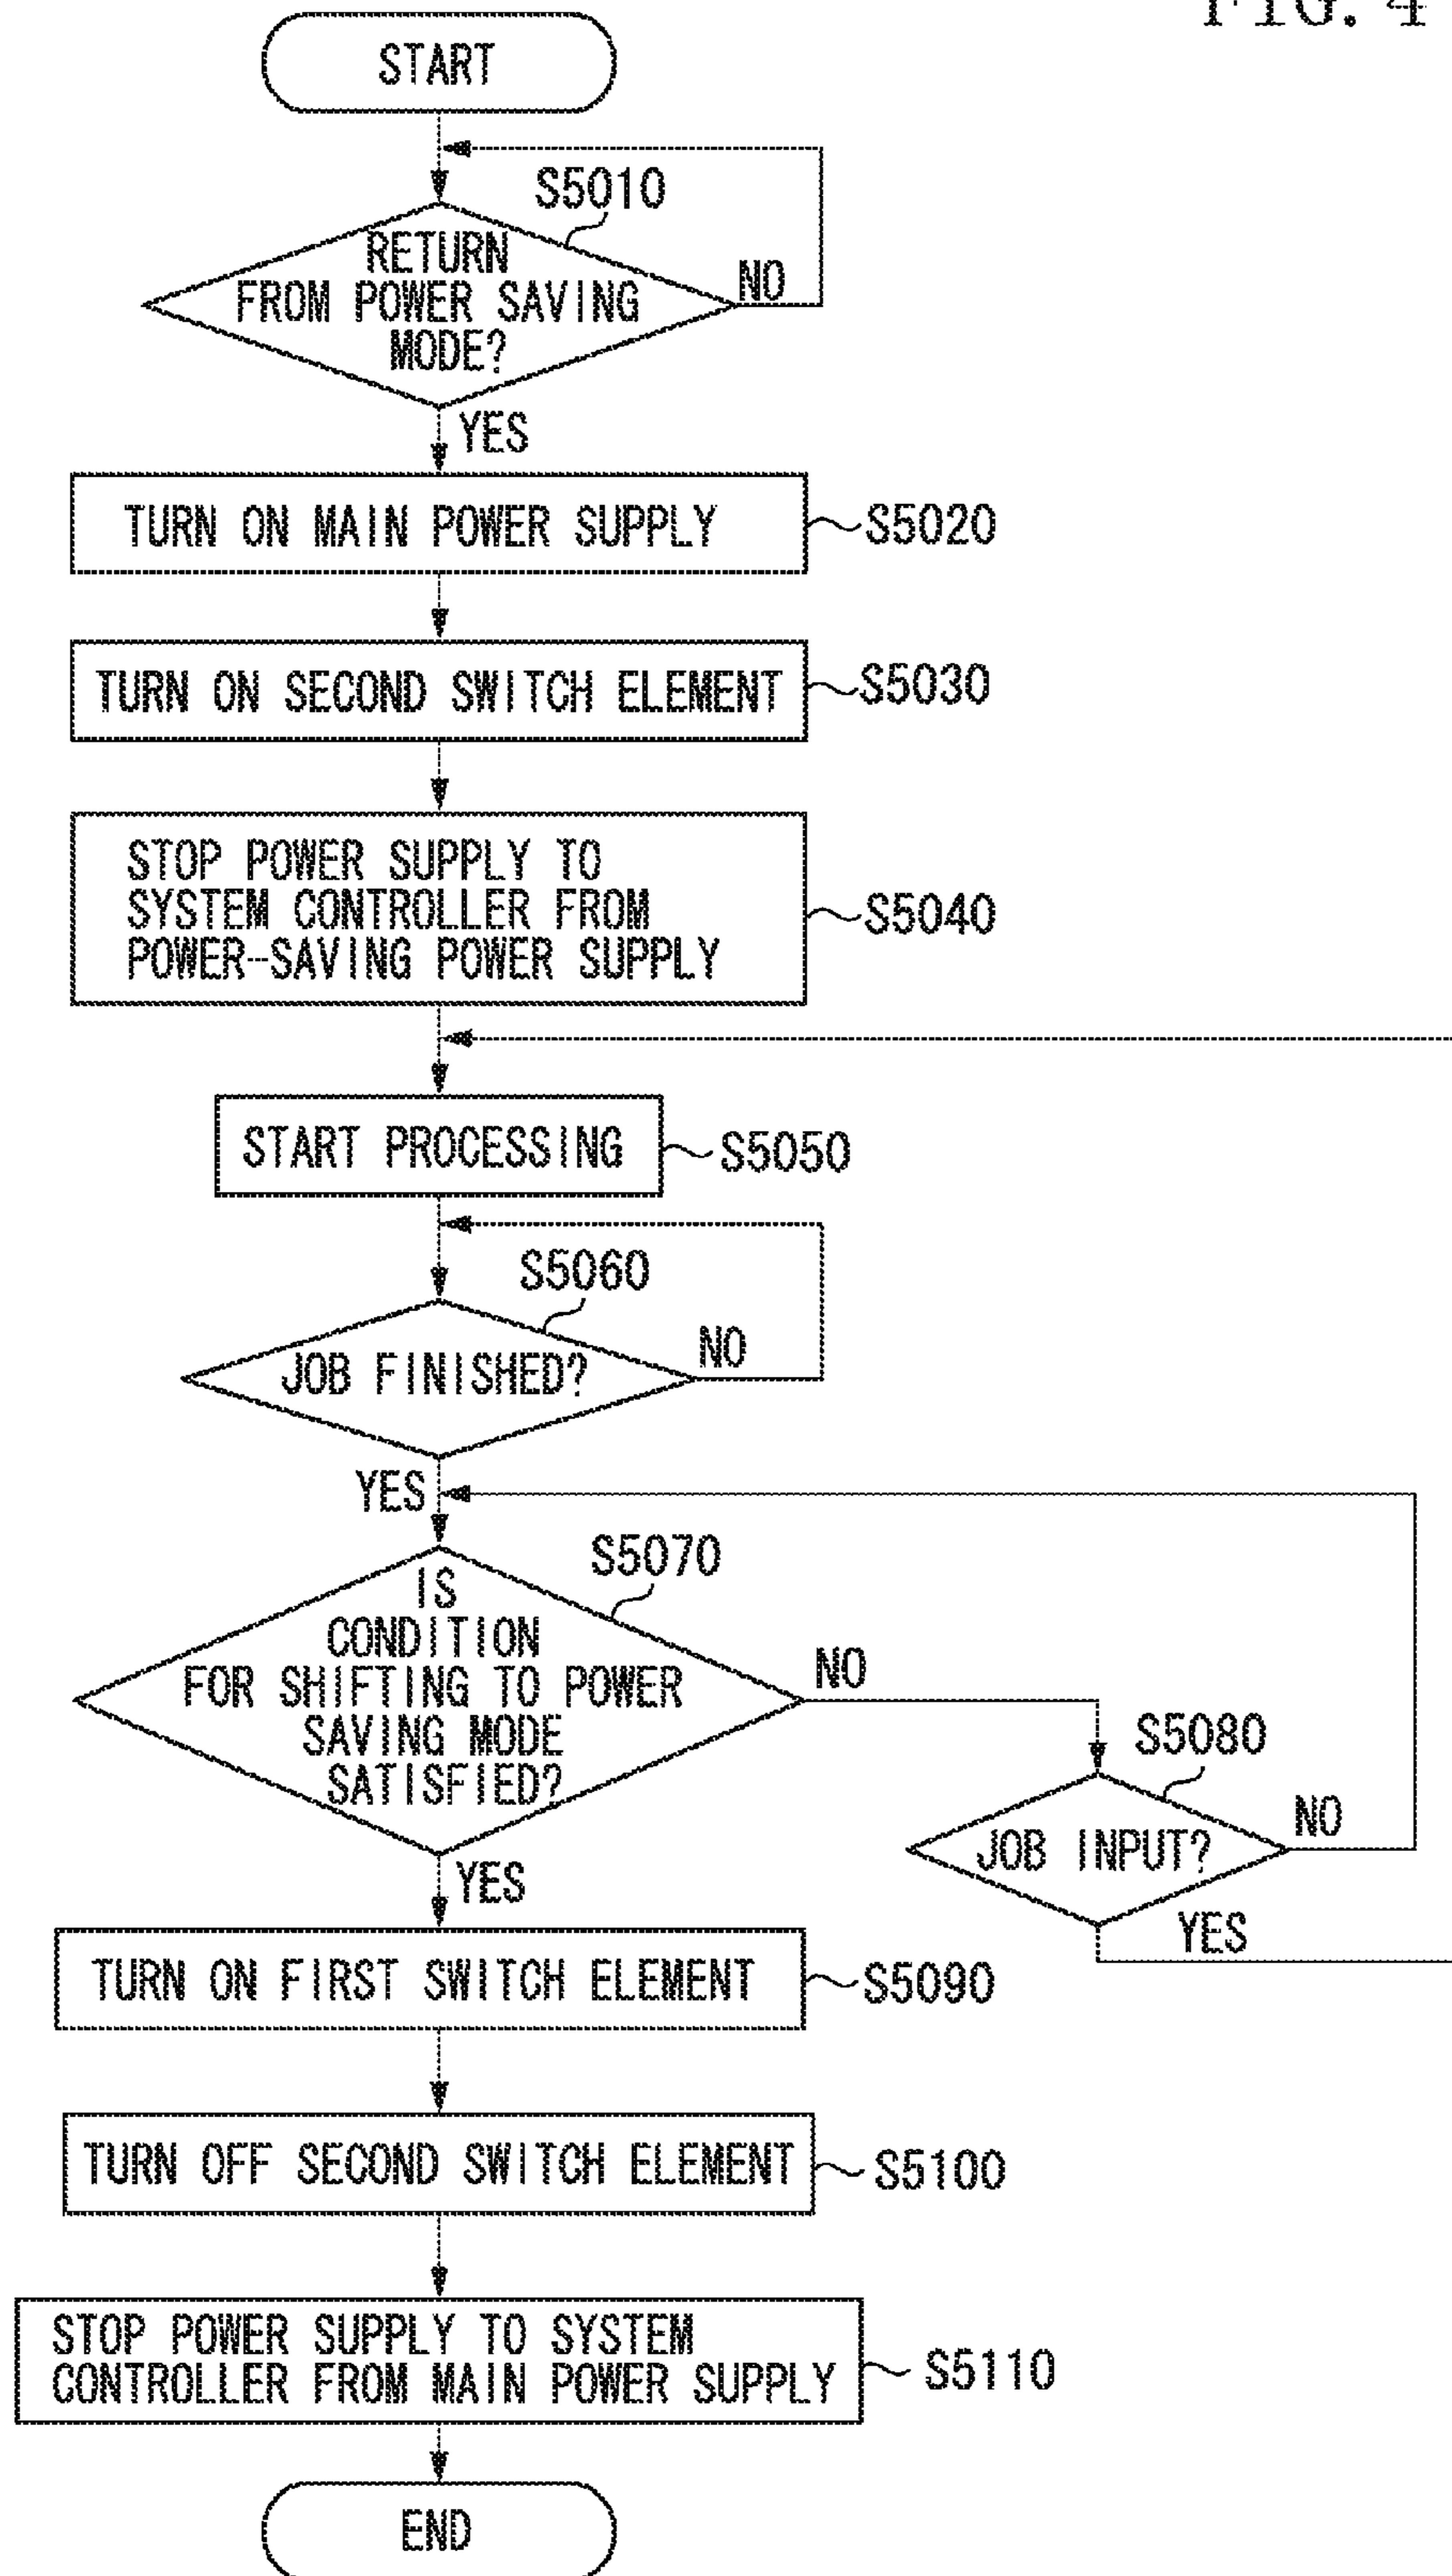 FIG. 4
START
S5010
RETURN
FROM POWER SAVING
MODE?
NO
YES
TURN ON MAIN POWER SUPPLY
S5020
TURN ON SECOND SWITCH ELEMENT
S5030
STOP POWER SUPPLY TO
SYSTEM CONTROLLER FROM
POWER-SAVING POWER SUPPLY
S5040
START PROCESSING
S5050
S5060
JOB FINISHED?
NO
YES
S5070
IS
CONDITION
FOR SHIFTING TO POWER
SAVING MODE
SATISFIED?
NO
S5080
JOB INPUT?
NO
YES
YES
TURN ON FIRST SWITCH ELEMENT
S5090
TURN OFF SECOND SWITCH ELEMENT
S5100
STOP POWER SUPPLY TO SYSTEM
CONTROLLER FROM MAIN POWER SUPPLY
S5110
END